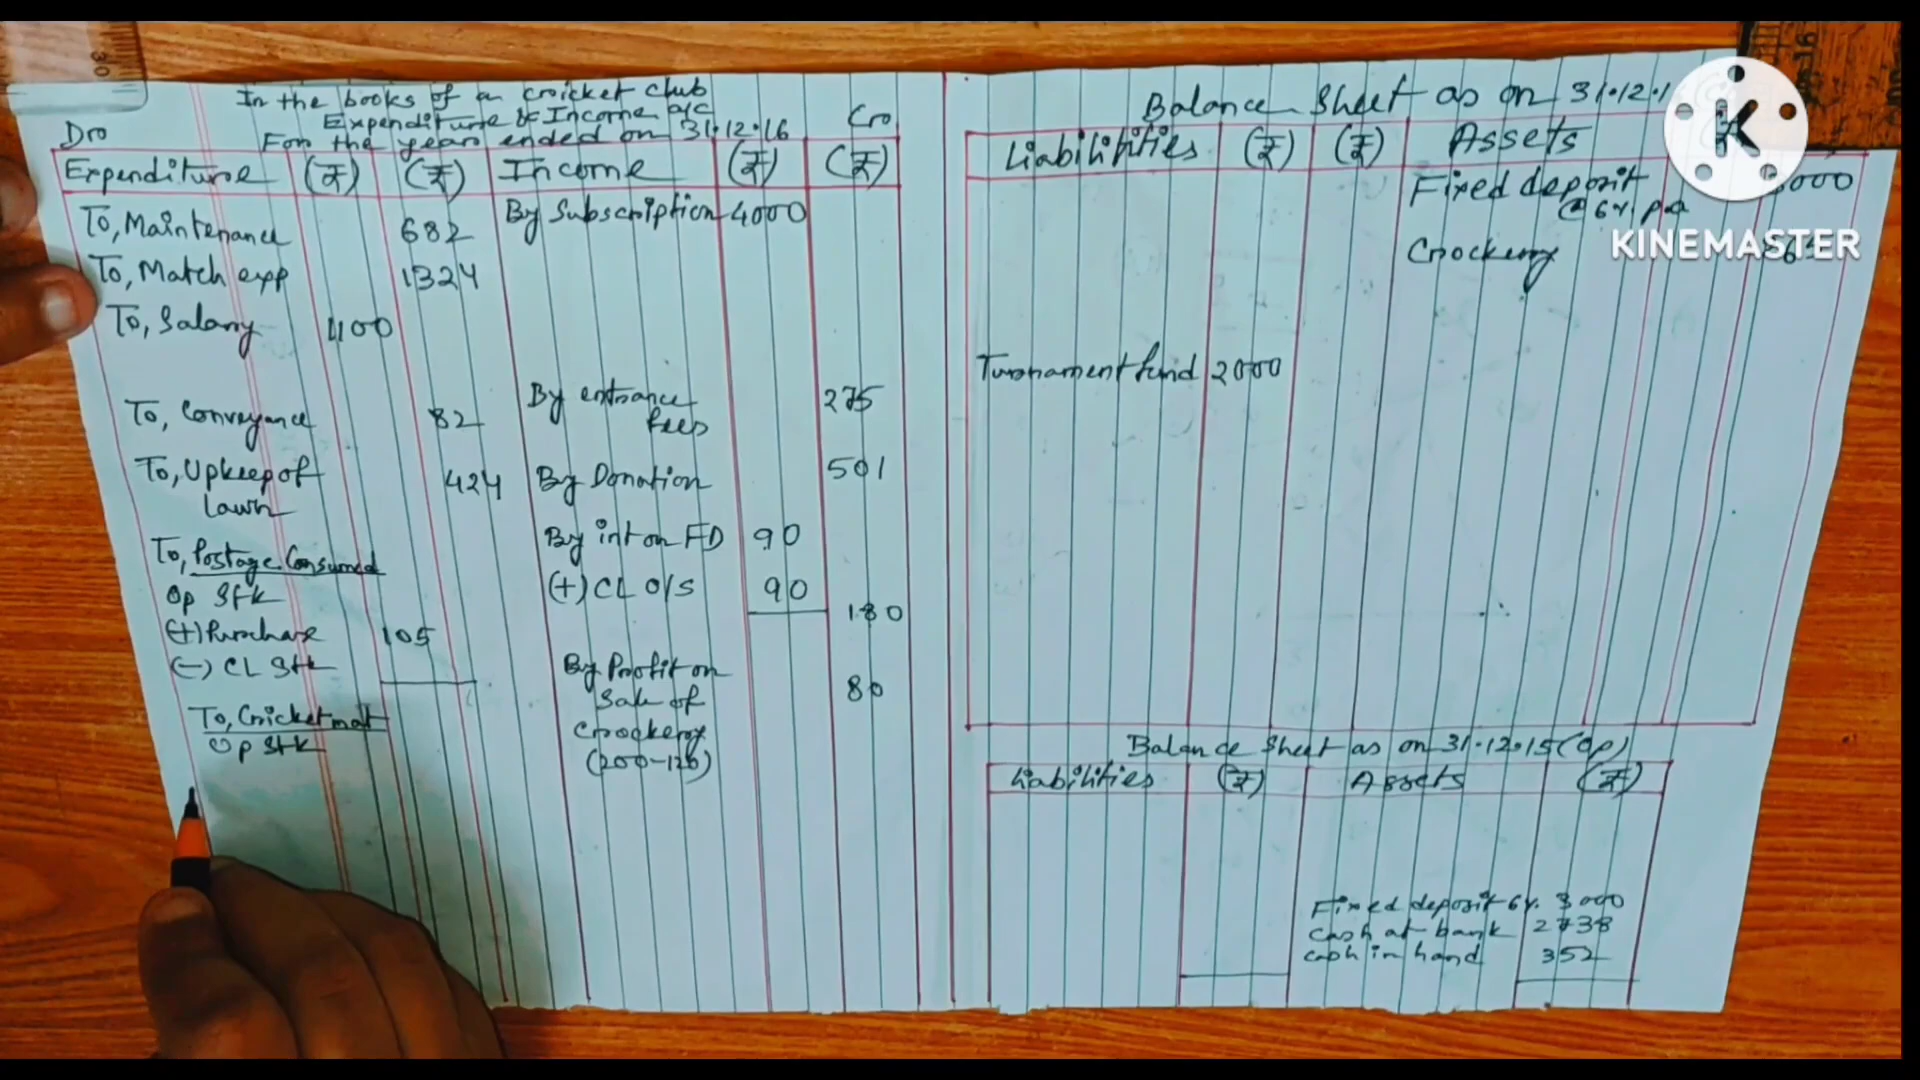 In the books of a cricket club
Expenditure & Income a/c
For the years ended on 31.12.16
Dr. Cr.
Expenditure (₹) (₹) Income (₹) (₹)
To, Maintenance 682
To, Match exp 1324
To, Salary 1100
To, Conveyance 82
To, Upkeep of Lawn 424
To, Postage Consumed
Op Stk
(+) Purchase 105
(-) CL Stk
To, Cricket mat
Op Stk
By Subscription 4000
By entrance fees 275
By Donation 501
By int on FD 90
(+) CL O/S 90
180
By Profit on
Sale of
Crockery
(200-120)
80
Balance Sheet as on 31.12.1
Liabilities (₹) (₹) Assets
Fixed deposit
@ 6% p.a
Crockery
Turnament fund 2000
Balance Sheet as on 31.12.15 (Op)
Liabilities (₹) Assets (₹)
Fixed deposit 6%. 3000
Cash at bank 2738
Cash in hand 352
K
KINEMASTER
30